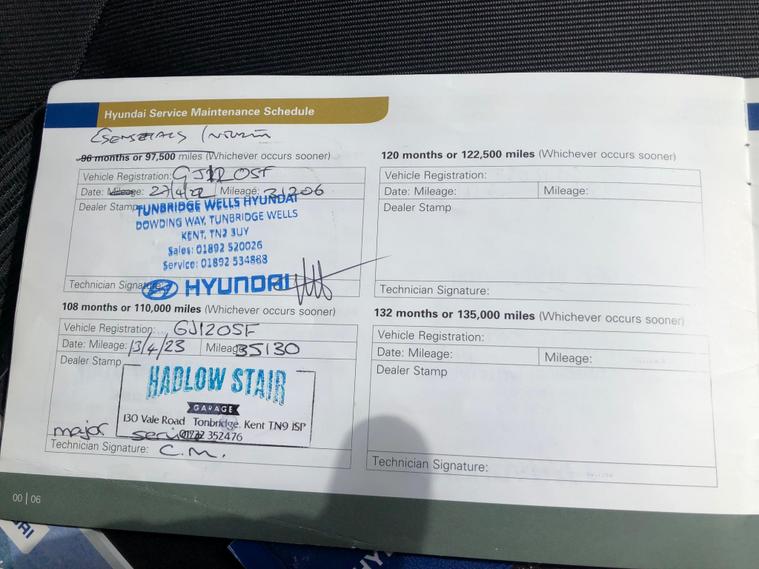 Hyundai Service Maintenance Schedule
96 months or 97,500 miles (Whichever occurs sooner)
Vehicle Registration: GJ12 OSF
Date: Mileage: 27/4/22 Mileage: 31206
Dealer Stamp
TUNBRIDGE WELLS HYUNDAI
DOWDING WAY, TUNBRIDGE WELLS
KENT, TN2 3UY
Sales: 01892 520026
Service: 01892 534888
HYUNDAI
Technician Signature:
108 months or 110,000 miles (Whichever occurs sooner)
Vehicle Registration: GJ12OSF
Date: Mileage: 13/4/23 Mileage: 35130
Dealer Stamp
HADLOW STAIR
GARAGE
130 Vale Road Tonbridge. Kent TN9 1SP
01732 352476
major service
Technician Signature: C.M.
120 months or 122,500 miles (Whichever occurs sooner)
Vehicle Registration:
Date: Mileage: Mileage:
Dealer Stamp
Technician Signature:
132 months or 135,000 miles (Whichever occurs sooner)
Vehicle Registration:
Date: Mileage: Mileage:
Dealer Stamp
Technician Signature:
00 | 06